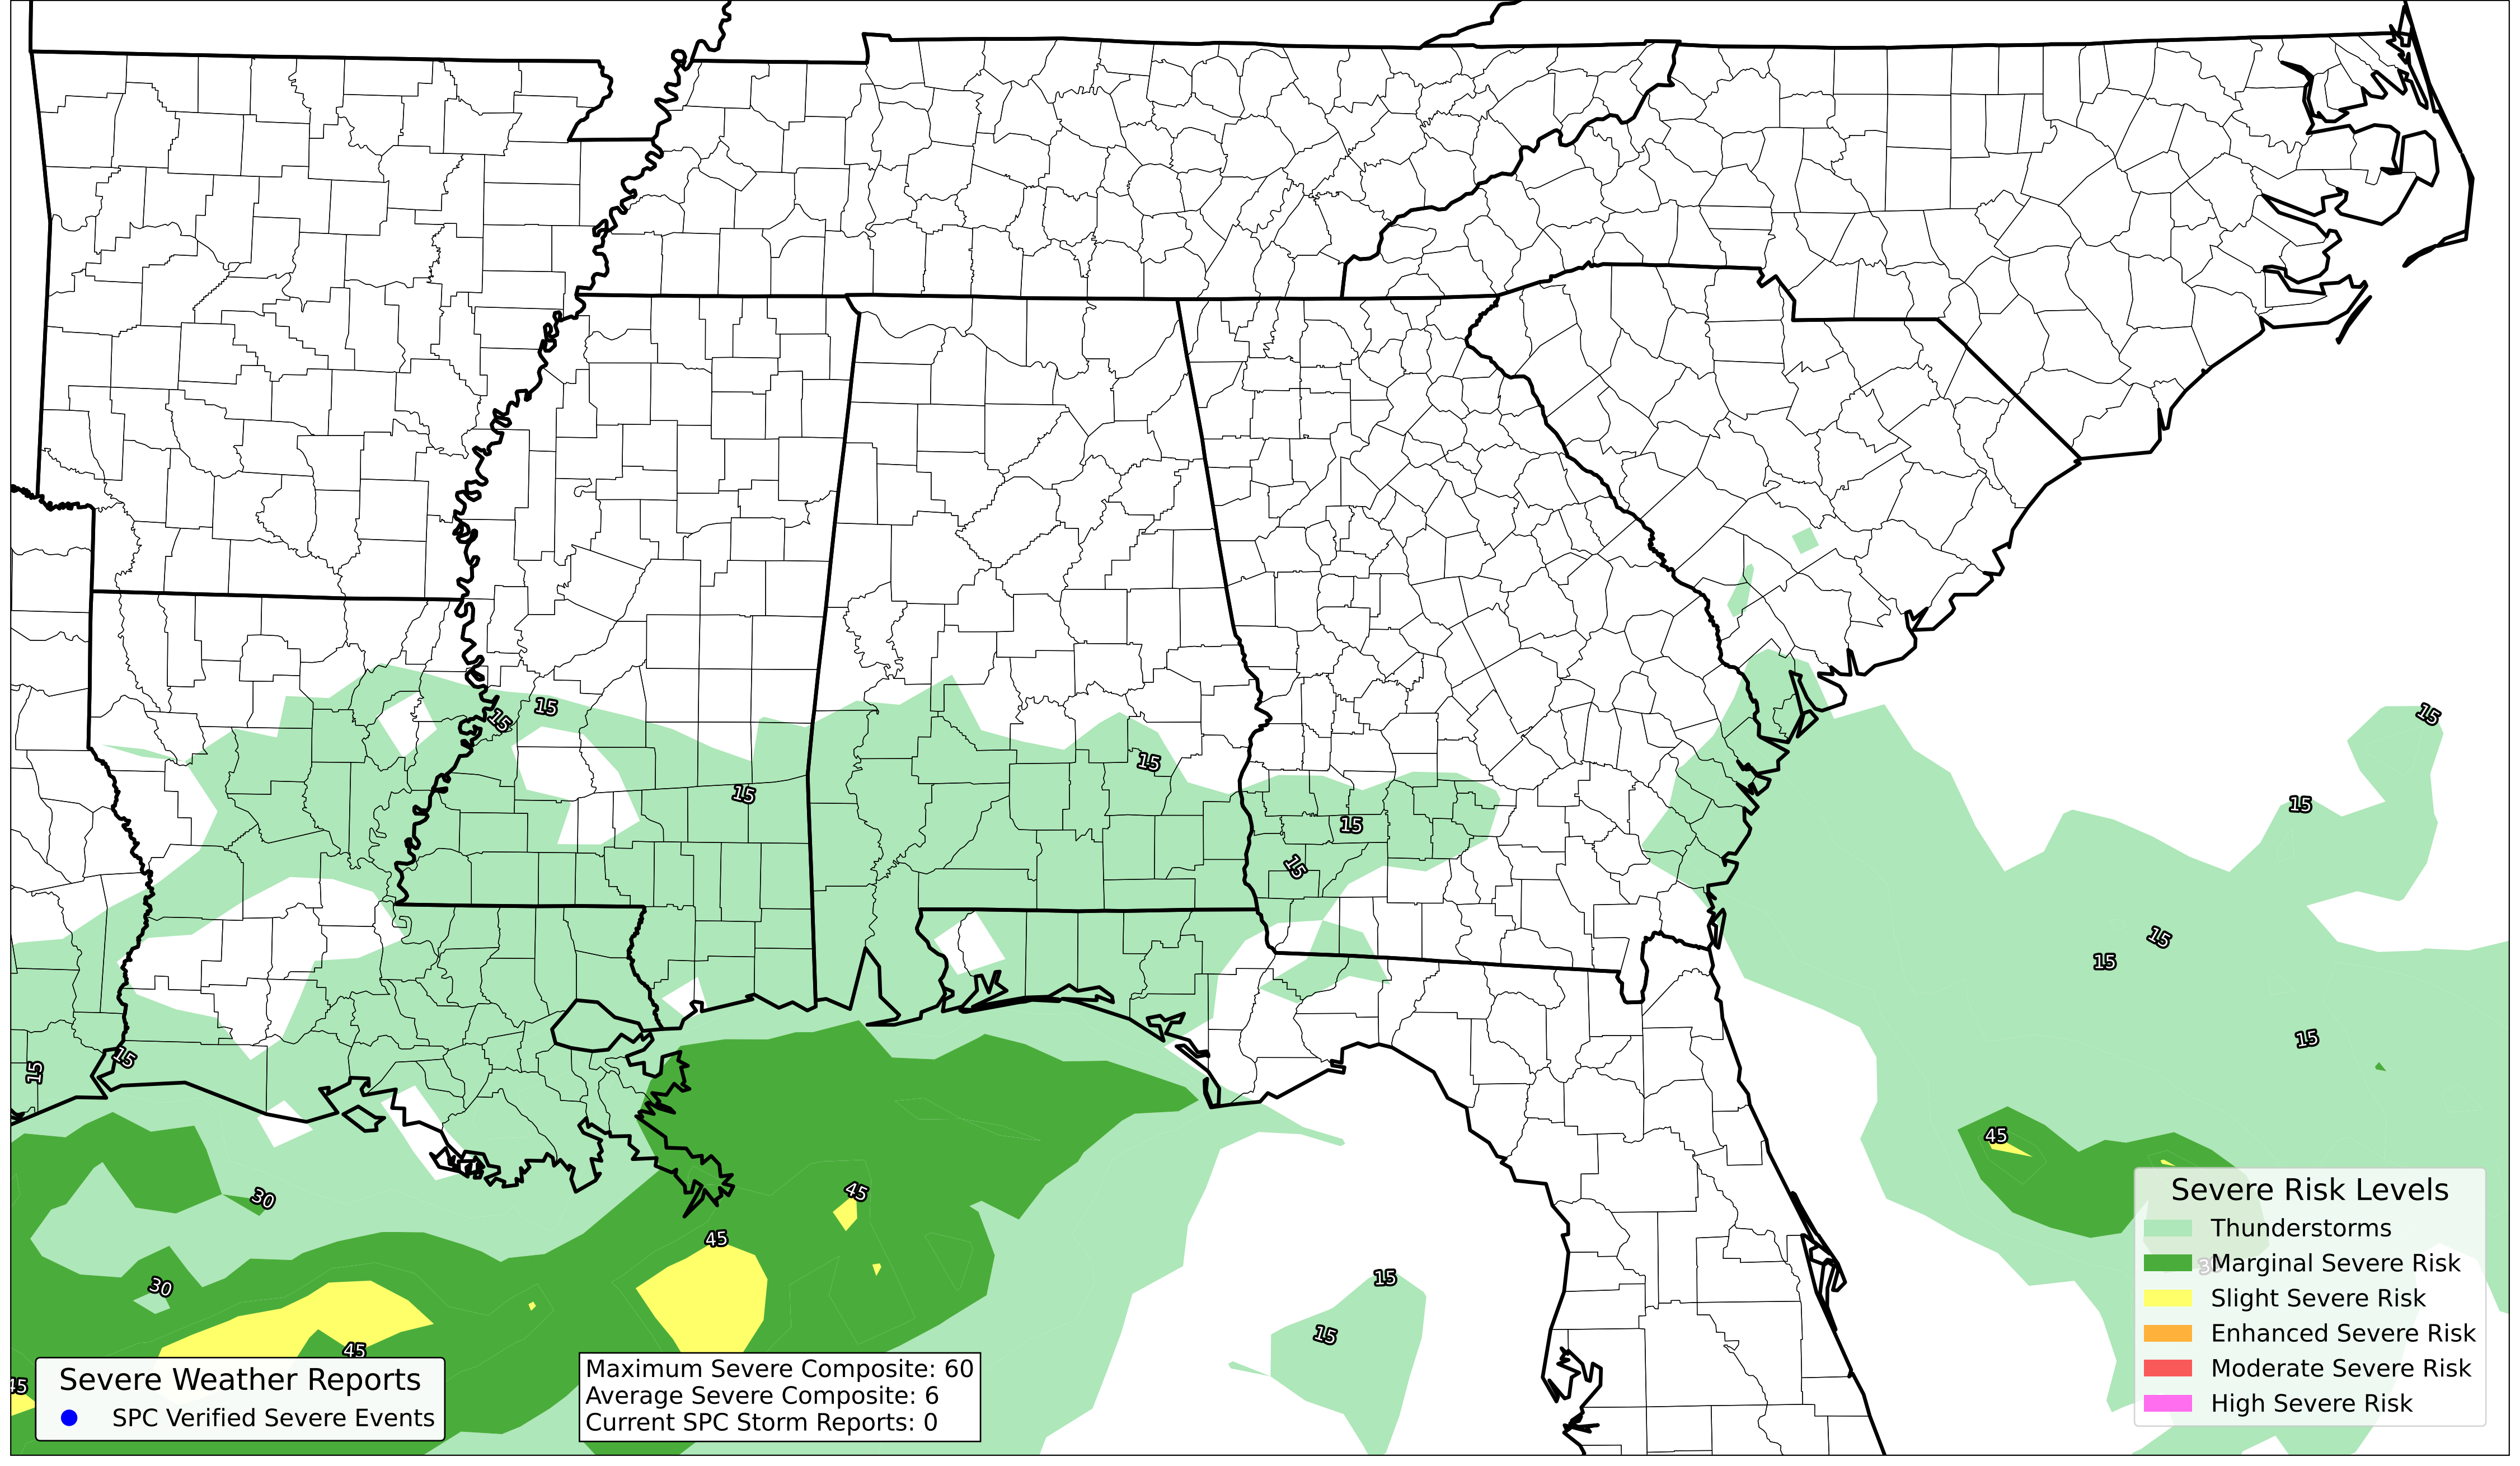 15
15
15
15
15
15
15
15
15
15
15
15
15
45
30
45
45
15
Severe Risk Levels
Thunderstorms
30
Marginal Severe Risk
Slight Severe Risk
Enhanced Severe Risk
Moderate Severe Risk
High Severe Risk
15
45
45
Severe Weather Reports
SPC Verified Severe Events
Maximum Severe Composite: 60
Average Severe Composite: 6
Current SPC Storm Reports: 0